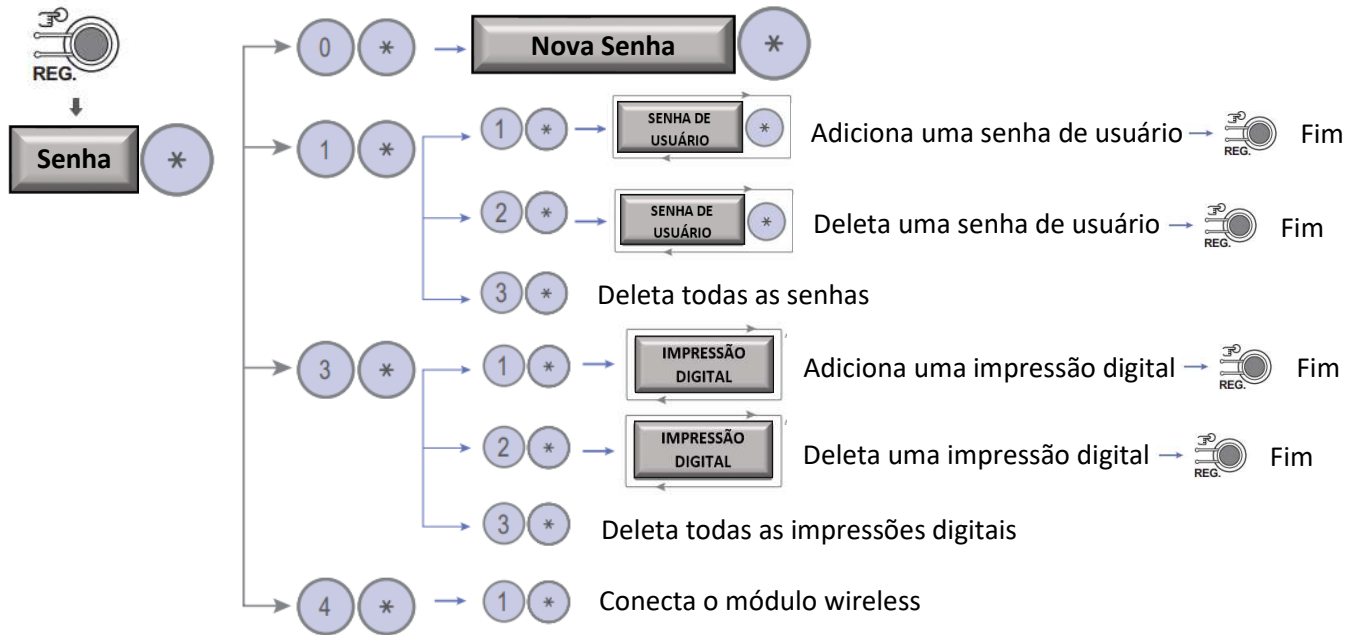 REG.
Senha *
0 * Nova Senha *
1 *
1 * SENHA DE
USUÁRIO * Adiciona uma senha de usuário REG. Fim
2 * SENHA DE
USUÁRIO * Deleta uma senha de usuário REG. Fim
3 * Deleta todas as senhas
3 *
1 * IMPRESSÃO
DIGITAL Adiciona uma impressão digital REG. Fim
2 * IMPRESSÃO
DIGITAL Deleta uma impressão digital REG. Fim
3 * Deleta todas as impressões digitais
4 * 1 * Conecta o módulo wireless